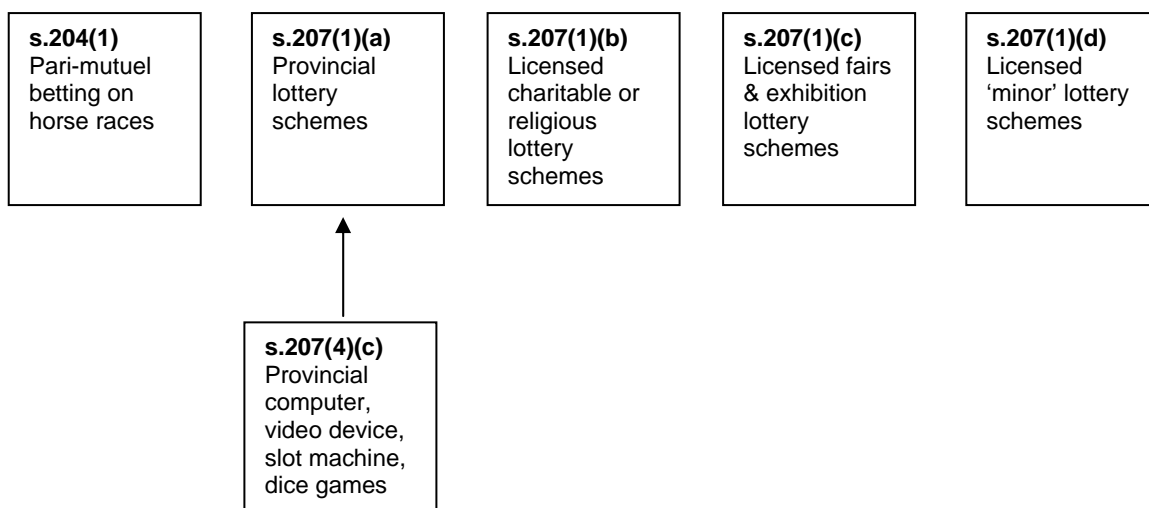 s.204(1)
Pari-mutuel
betting on
horse races
s.207(1)(a)
Provincial
lottery
schemes
s.207(1)(b)
Licensed
charitable or
religious
lottery
schemes
s.207(1)(c)
Licensed fairs
& exhibition
lottery
schemes
s.207(1)(d)
Licensed
‘minor’ lottery
schemes
s.207(4)(c)
Provincial
computer,
video device,
slot machine,
dice games